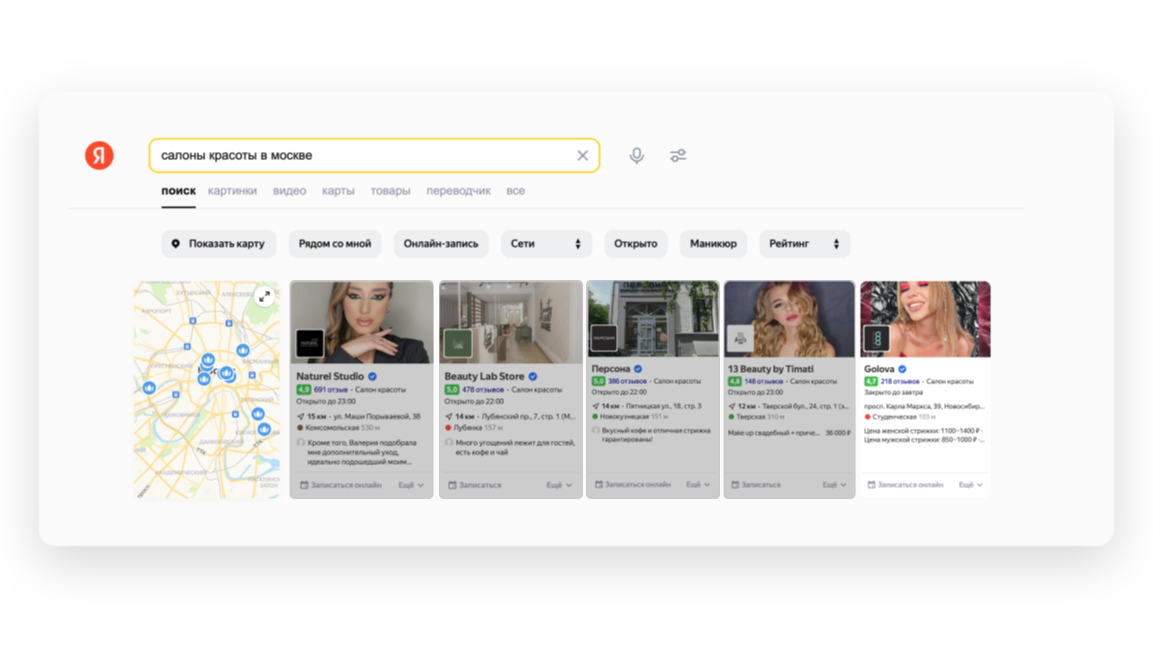 Я
салоны красоты в москве
поиск картинки видео карты товары переводчик все
Показать карту Рядом со мной Онлайн-запись Сети Открыто Маникюр Рейтинг
Naturel Studio
4,9 691 отзыв · Салон красоты
Открыто до 23:00
15 км · ул. Маши Порываевой, 38
Комсомольская 530 м
Кроме того, Валерия подобрала
мне дополнительный уход,
идеально подошедший моим...
Записаться онлайн Ещё
Beauty Lab Store
5,0 478 отзывов · Салон красоты
Открыто до 22:00
14 км · Лубянский пр., 7, стр. 1 (М...
Лубянка 157 м
Много угощений лежит для гостей,
есть кофе и чай
Записаться Ещё
Персона
5,0 386 отзывов · Салон красоты
Открыто до 22:00
14 км · Пятницкая ул., 18, стр. 3
Новокузнецкая 151 м
Вкусный кофе и отличная стрижка
гарантированы!
Записаться онлайн Ещё
13 Beauty by Timati
4,8 148 отзывов · Салон красоты
Открыто до 23:00
12 км · Тверской бул., 24, стр. 1 (э...
Тверская 310 м
Make up свадебный + приче... 36 000 ₽
Записаться Ещё
Golova
4,7 218 отзывов · Салон красоты
Закрыто до завтра
просп. Карла Маркса, 39, Новосибир...
Студенческая 103 м
Цена женской стрижки: 1100–1400 ₽ ·
Цена мужской стрижки: 850–1000 ₽ ·...
Записаться онлайн Ещё